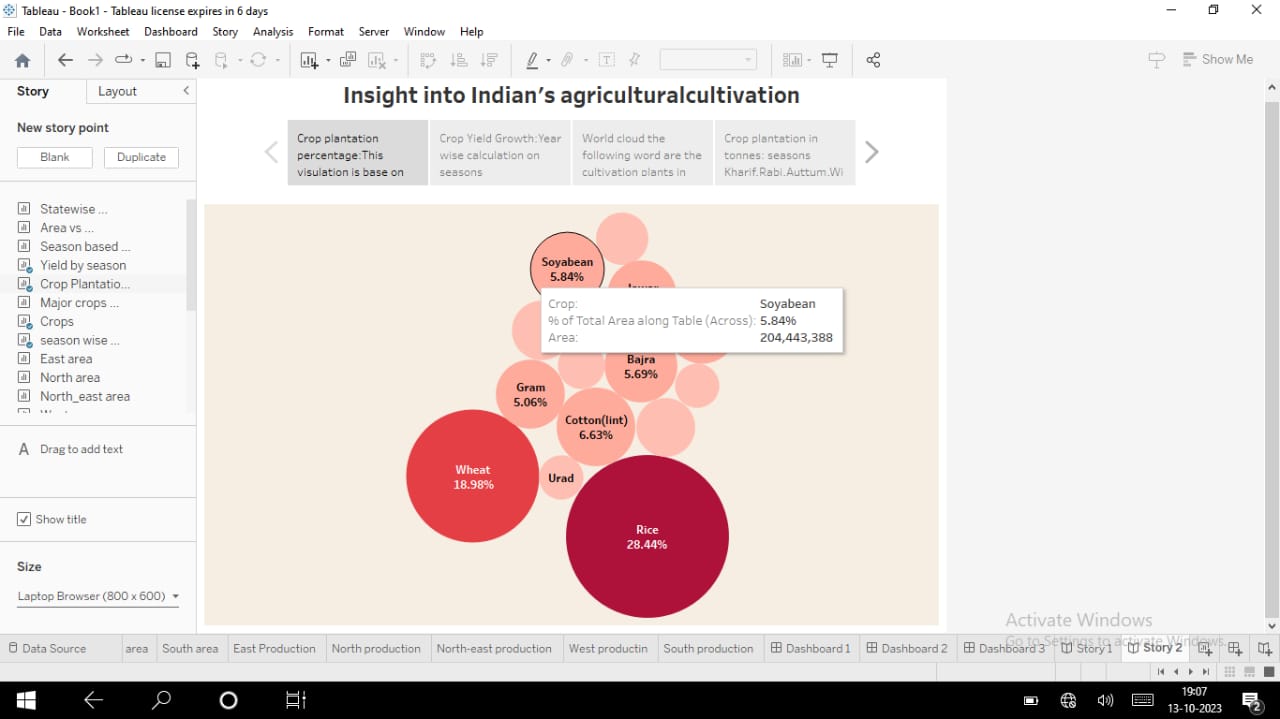 Tableau - Book1 - Tableau license expires in 6 days
File Data Worksheet Dashboard Story Analysis Format Server Window Help
Show Me
Story Layout
New story point
Blank Duplicate
Statewise ...
Area vs ...
Season based ...
Yield by season
Crop Plantatio...
Major crops ...
Crops
season wise ...
East area
North area
North_east area
A Drag to add text
Show title
Size
Laptop Browser (800 x 600)
Insight into Indian's agriculturalcultivation
Crop plantation
percentage:This
visulation is base on
Crop Yield Growth:Year
wise calculation on
seasons
World cloud the
following word are the
cultivation plants in
Crop plantation in
tonnes: seasons
Kharif.Rabi.Auttum.Wi
Soyabean
5.84%
Crop: Soyabean
% of Total Area along Table (Across): 5.84%
Area: 204,443,388
Bajra
5.69%
Gram
5.06%
Cotton(lint)
6.63%
Wheat
18.98%
Urad
Rice
28.44%
Activate Windows
Go to Settings to activate Windows.
Data Source area South area East Production North production North-east production West productin South production Dashboard 1 Dashboard 2 Dashboard 3 Story 1 Story 2
19:07
13-10-2023
2